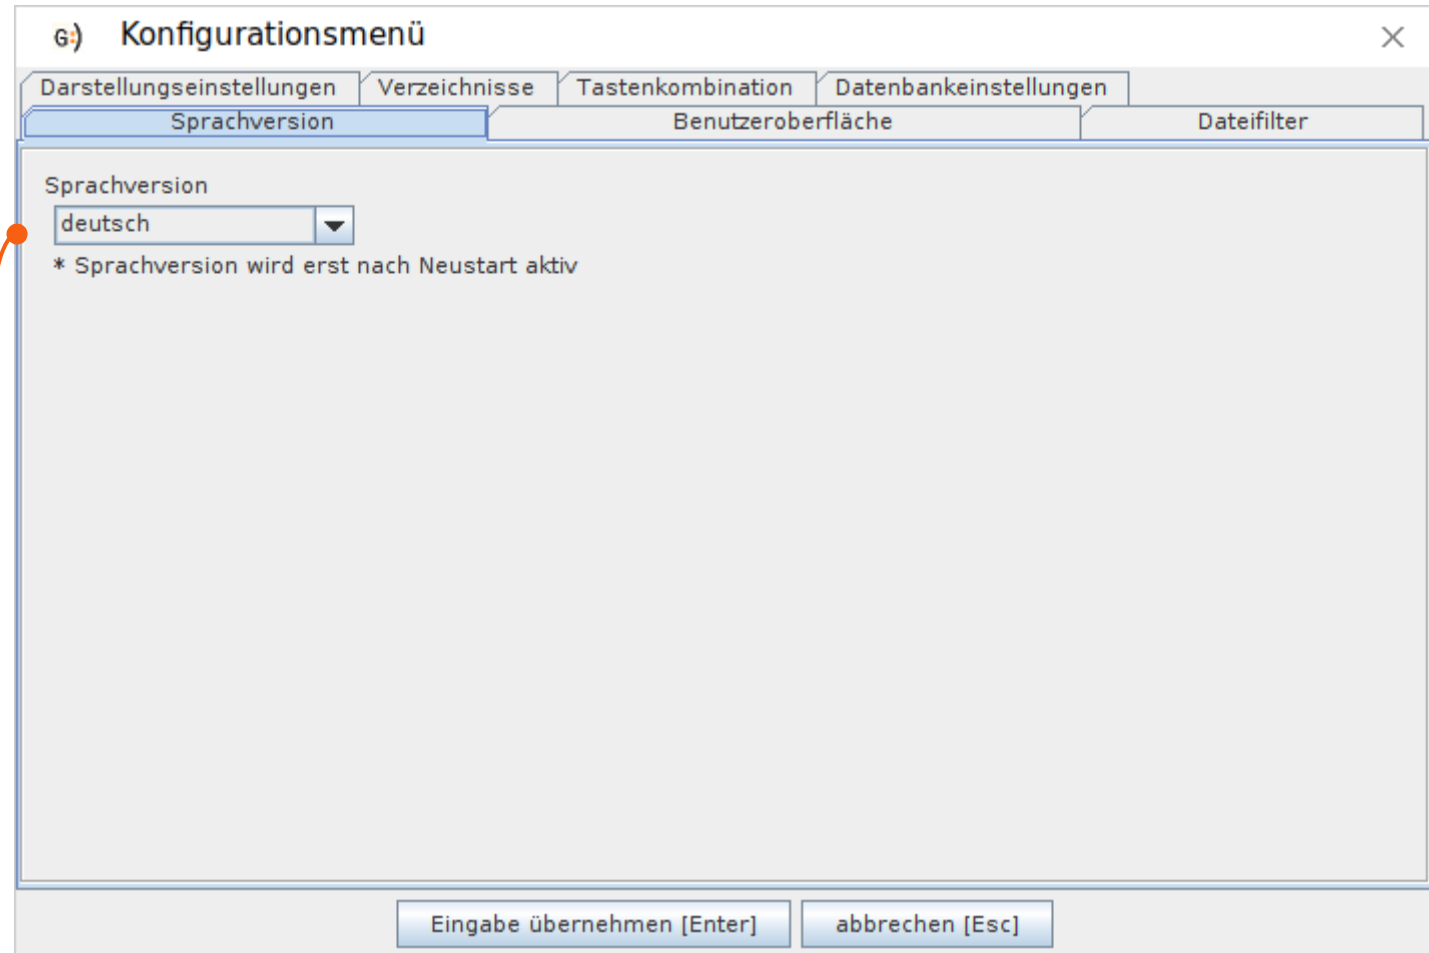 G:) Konfigurationsmenü
Darstellungseinstellungen Verzeichnisse Tastenkombination Datenbankeinstellungen
Sprachversion Benutzeroberfläche Dateifilter
Sprachversion
deutsch
* Sprachversion wird erst nach Neustart aktiv
Eingabe übernehmen [Enter] abbrechen [Esc]